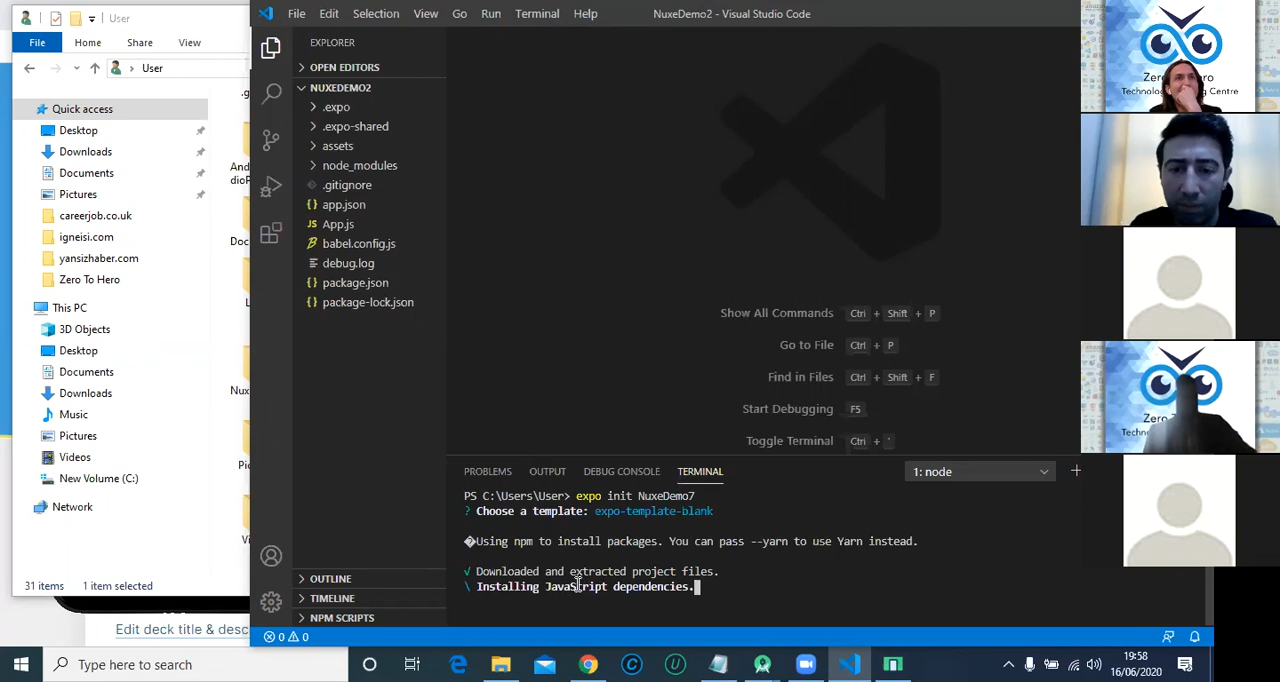 User
File Home Share View
User
Quick access
Desktop
Downloads
Documents
Pictures
careerjob.co.uk
igneisi.com
yansizhaber.com
Zero To Hero
This PC
3D Objects
Desktop
Documents
Downloads
Music
Pictures
Videos
New Volume (C:)
Network
31 items 1 item selected
Edit deck title & desc
File Edit Selection View Go Run Terminal Help NuxeDemo2 - Visual Studio Code
EXPLORER
OPEN EDITORS
NUXEDEMO2
.expo
.expo-shared
assets
node_modules
.gitignore
app.json
App.js
babel.config.js
debug.log
package.json
package-lock.json
OUTLINE
TIMELINE
NPM SCRIPTS
Show All Commands Ctrl + Shift + P
Go to File Ctrl + P
Find in Files Ctrl + Shift + F
Start Debugging F5
Toggle Terminal Ctrl + '
PROBLEMS OUTPUT DEBUG CONSOLE TERMINAL 1: node
PS C:\Users\User> expo init NuxeDemo7
? Choose a template: expo-template-blank
�Using npm to install packages. You can pass --yarn to use Yarn instead.
√ Downloaded and extracted project files.
\ Installing JavaScript dependencies.
0 0
Type here to search
19:58
16/06/2020